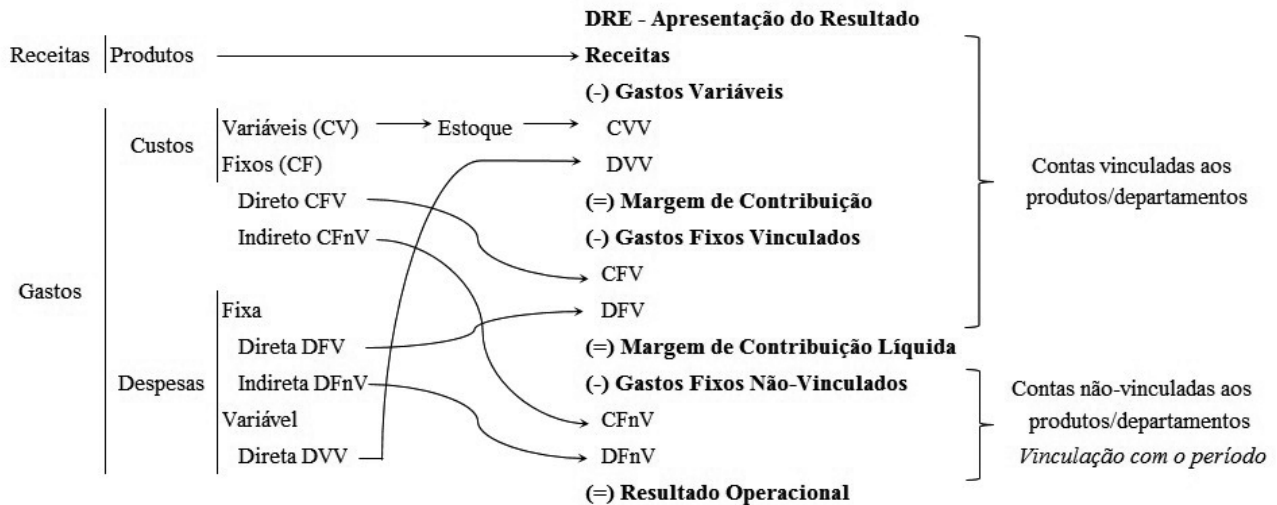 DRE - Apresentação do Resultado
Receitas Produtos Receitas
(-) Gastos Variáveis
Variáveis (CV) Estoque CVV
Custos
Fixos (CF) DVV
Contas vinculadas aos
produtos/departamentos
Direto CFV (=) Margem de Contribuição
Indireto CFnV (-) Gastos Fixos Vinculados
CFV
Gastos
Fixa DFV
Direta DFV (=) Margem de Contribuição Líquida
Despesas Indireta DFnV (-) Gastos Fixos Não-Vinculados
Contas não-vinculadas aos
produtos/departamentos
Vinculação com o período
Variável CFnV
Direta DVV DFnV
(=) Resultado Operacional